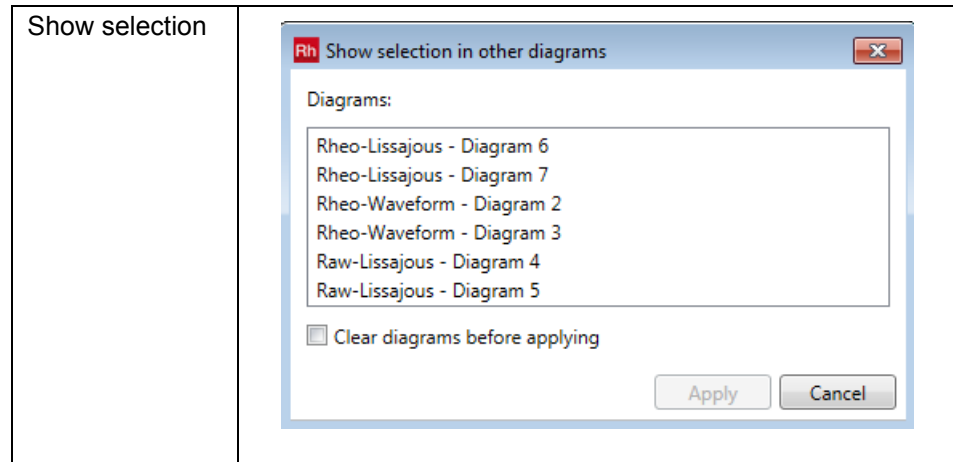 Show selection
Rh Show selection in other diagrams
Diagrams:
Rheo-Lissajous - Diagram 6
Rheo-Lissajous - Diagram 7
Rheo-Waveform - Diagram 2
Rheo-Waveform - Diagram 3
Raw-Lissajous - Diagram 4
Raw-Lissajous - Diagram 5
Clear diagrams before applying
Apply Cancel